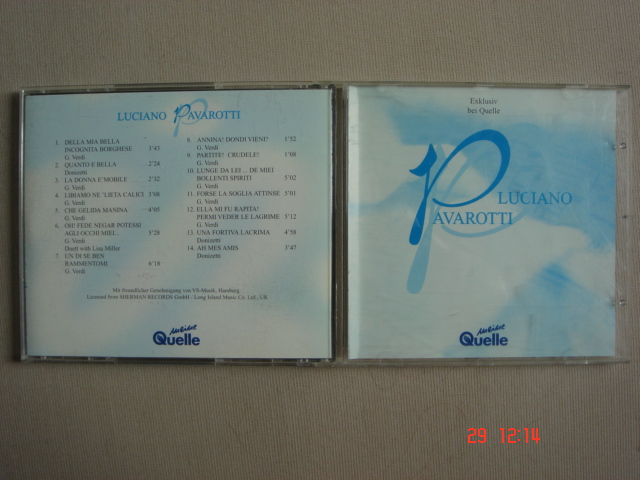 LUCIANO PAVAROTTI
1. DELLA MIA BELLA
INCOGNITA BORGHESE 3'43
G. Verdi
2. QUANTO E BELLA 2'24
Donizetti
3. LA DONNA E'MOBILE 2'32
G. Verdi
4. LIBIAMO NE 'LIETA CALICI 3'08
G. Verdi
5. CHE GELIDA MANINA 4'05
G. Verdi
6. OH! FEDE NEGAR POTESSI
AGLI OCCHI MIEI 5'28
G. Verdi
Duett with Lisa Miller
7. UN DI SE BEN
RAMMENTOMI 6'18
G. Verdi
8. ANNINA! DONDI VIENI? 1'52
G. Verdi
9. PARTITE! CRUDELE! 1'08
G. Verdi
10. LUNGE DA LEI ... DE MIEI
BOLLENTI SPIRITI 5'02
G. Verdi
11. FORSE LA SOGLIA ATTINSE 5'01
G. Verdi
12. ELLA MI FU RAPITA!
PERMI VEDER LE LAGRIME 5'12
G. Verdi
13. UNA FORTIVA LACRIMA 4'58
Donizetti
14. AH MES AMIS 3'47
Donizetti
Mit freundlicher Genehmigung von VS-Musik, Hamburg
Licensed from SHERMAN RECORDS GmbH - Long Island Music Co. Ltd., UK
meine
Quelle
Exklusiv
bei Quelle
LUCIANO
PAVAROTTI
meine
Quelle
29 12:14